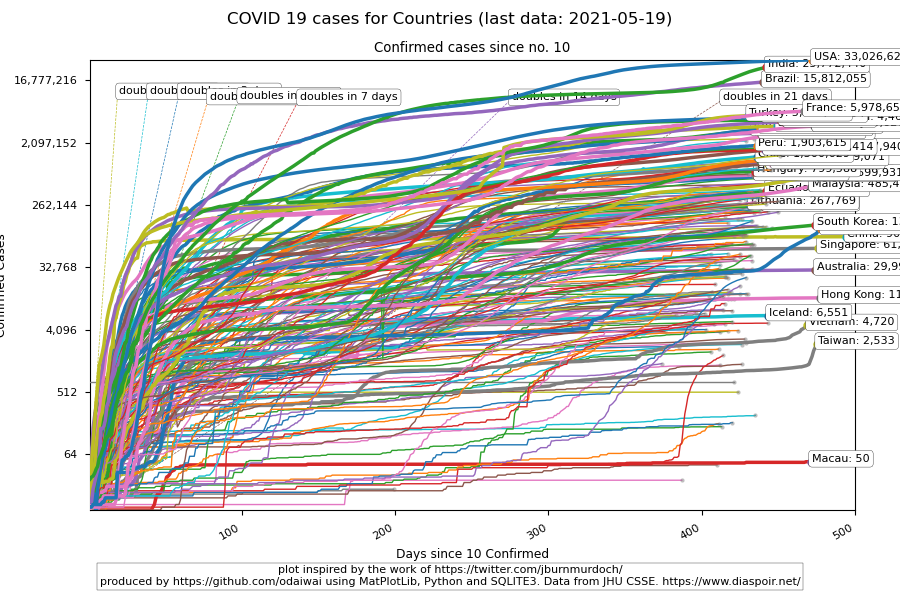 COVID 19 cases for Countries (last data: 2021-05-19)
Confirmed cases since no. 10
USA: 33,026,62
India:
Brazil: 15,812,055
16,777,216
doubles in 7 days
doubles in 14 days
doubles in 21 days
France: 5,978,65
Turkey:
2,097,152
Peru: 1,903,615
Hungary:
Malaysia: 485,4
262,144
Lithuania: 267,769
South Korea: 1
Singapore: 61,
32,768
Australia: 29,99
Hong Kong: 11
Iceland: 6,551
Vietnam: 4,720
4,096
Taiwan: 2,533
512
64
Macau: 50
100
200
300
400
500
Days since 10 Confirmed
Confirmed Cases
plot inspired by the work of https://twitter.com/jburnmurdoch/
produced by https://github.com/odaiwai using MatPlotLib, Python and SQLITE3. Data from JHU CSSE. https://www.diaspoir.net/